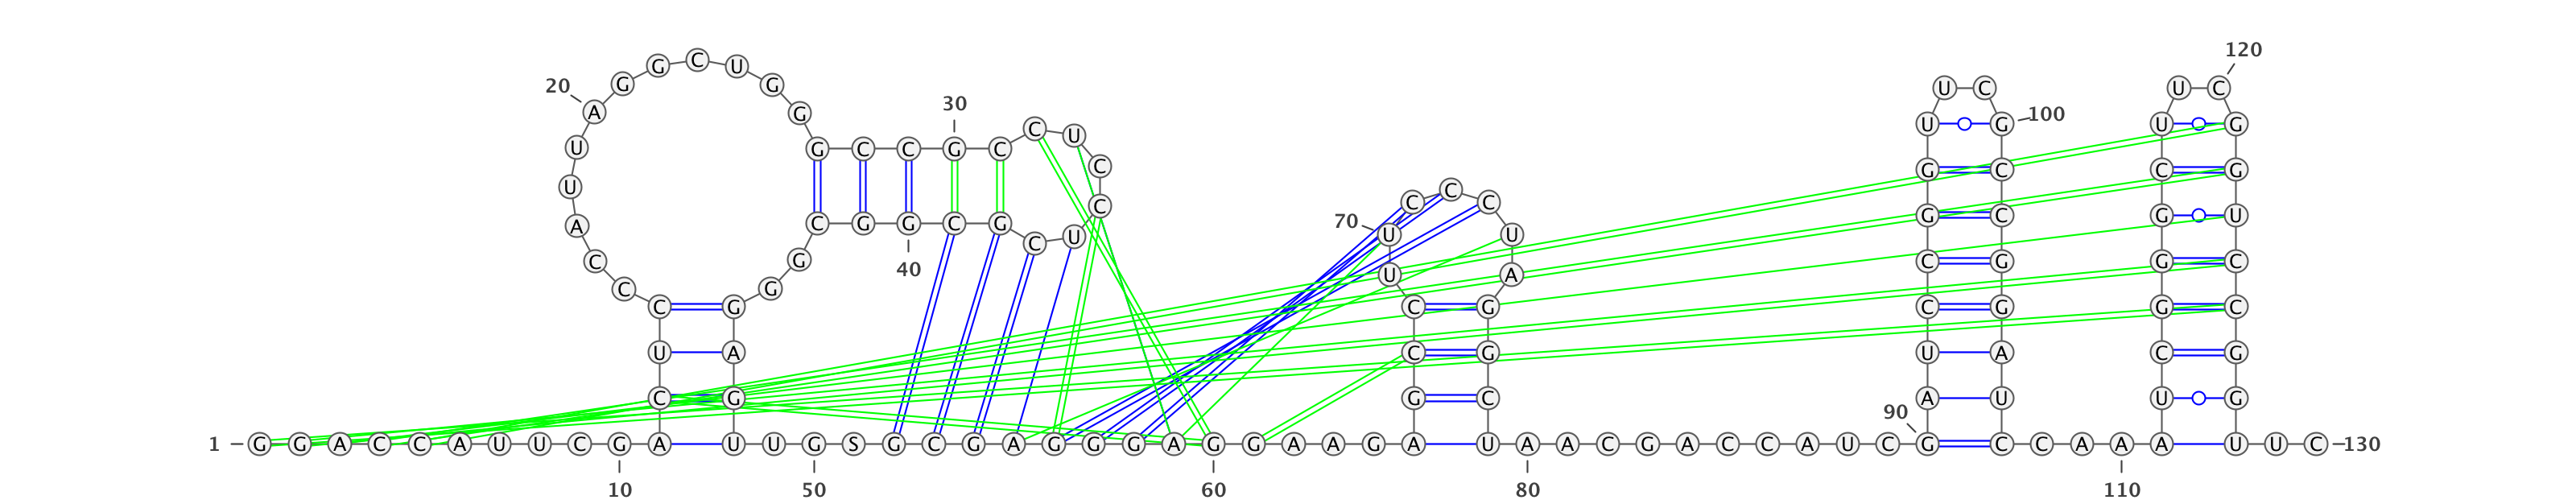 1
G G A C C A U U C G
10
A C U C C C A U U A
20
G G C U G G G C C G
30
C C U C C U C G C G
40
G C G G G A G U U G
50
S G C G A G G G A G
60
G A A G A G C C U U
70
C C C U A G G C U A
80
A C G A C C A U C G
90
A U C C G G U U C G
100
C C G G A U C C A A
110
A U C G G G C U U C
120
G G U C C G G U U C
130